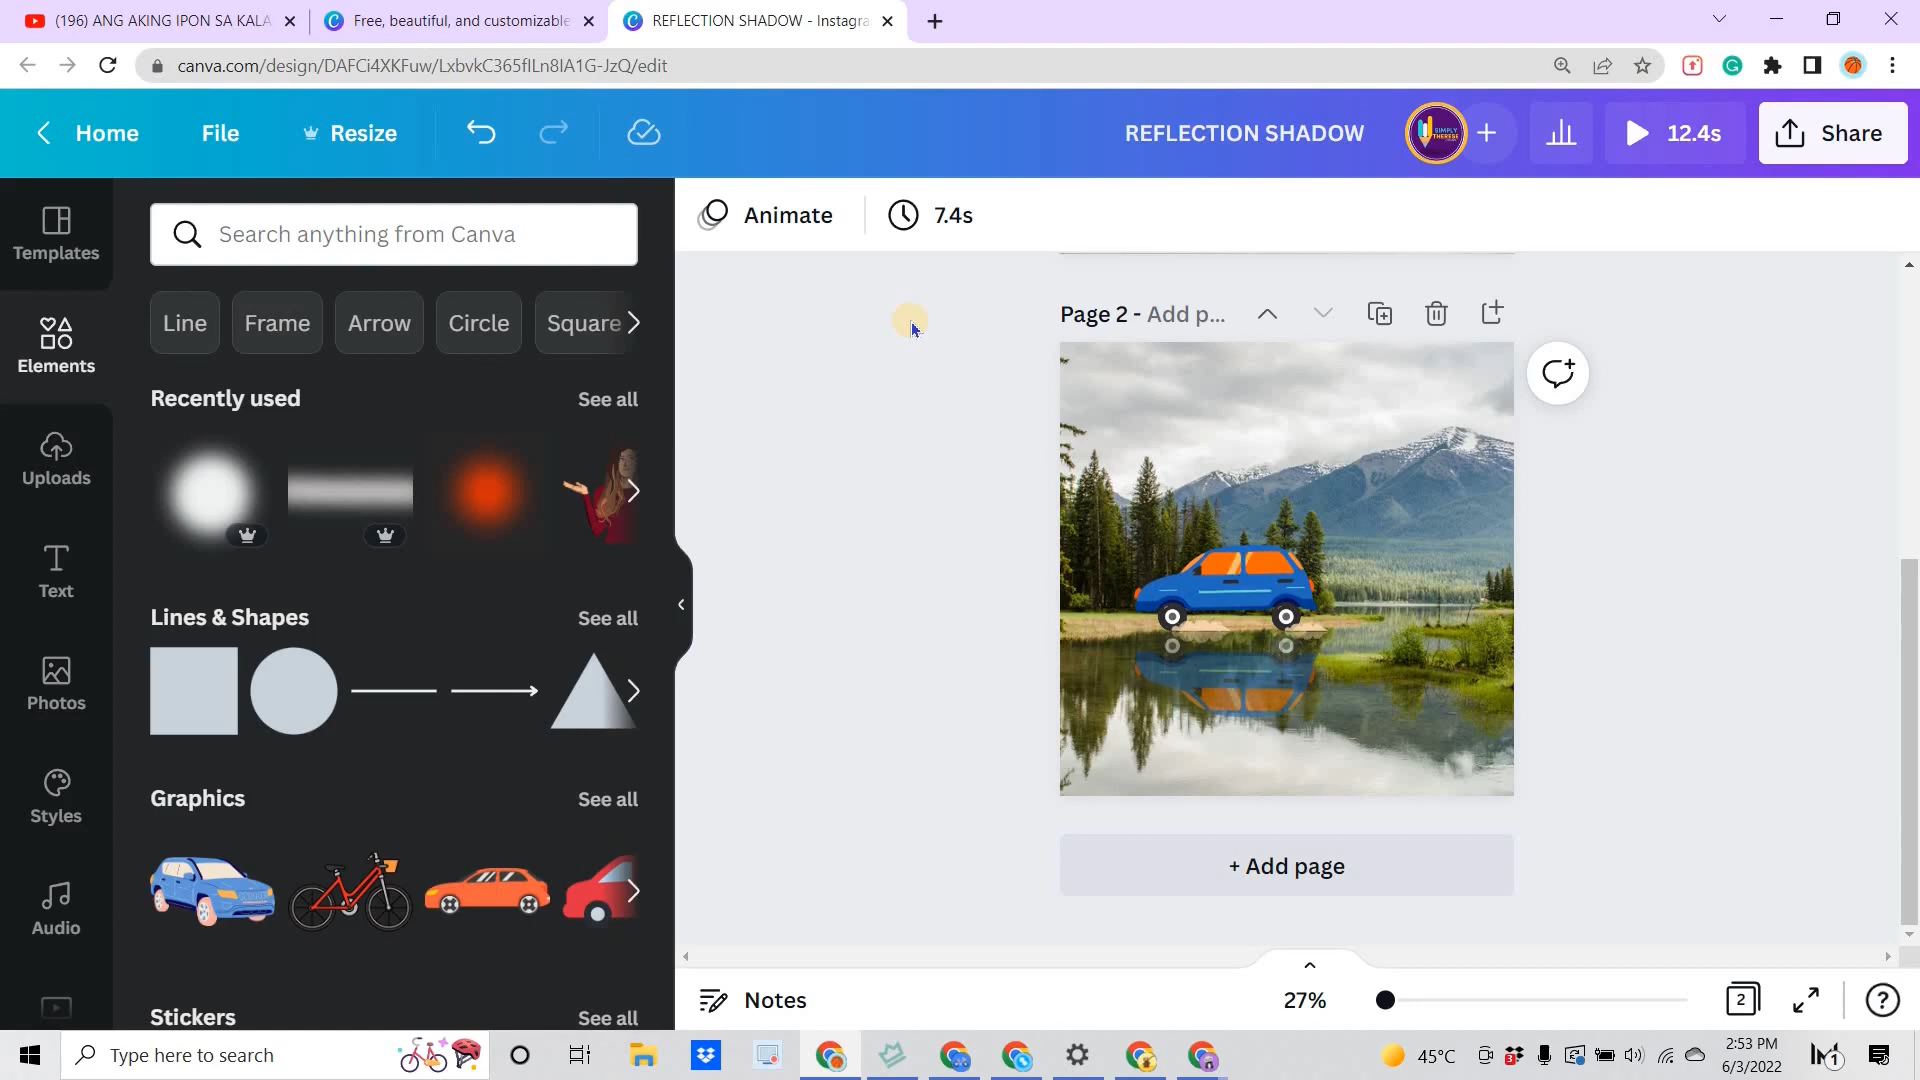 (196) ANG AKING IPON SA KALA
Free, beautiful, and customizable
REFLECTION SHADOW - Instagra
canva.com/design/DAFCi4XKFuw/LxbvkC365fILn8IA1G-JzQ/edit
Home
File
Resize
REFLECTION SHADOW
SIMPLY
THERESE
12.4s
Share
Templates
Elements
Uploads
Text
Photos
Styles
Audio
Search anything from Canva
Line
Frame
Arrow
Circle
Square
Recently used
See all
Lines & Shapes
See all
Graphics
See all
Stickers
See all
Animate
7.4s
Page 2 - Add p...
+ Add page
Notes
27%
2
?
Type here to search
45°C
3
2:53 PM
6/3/2022
1